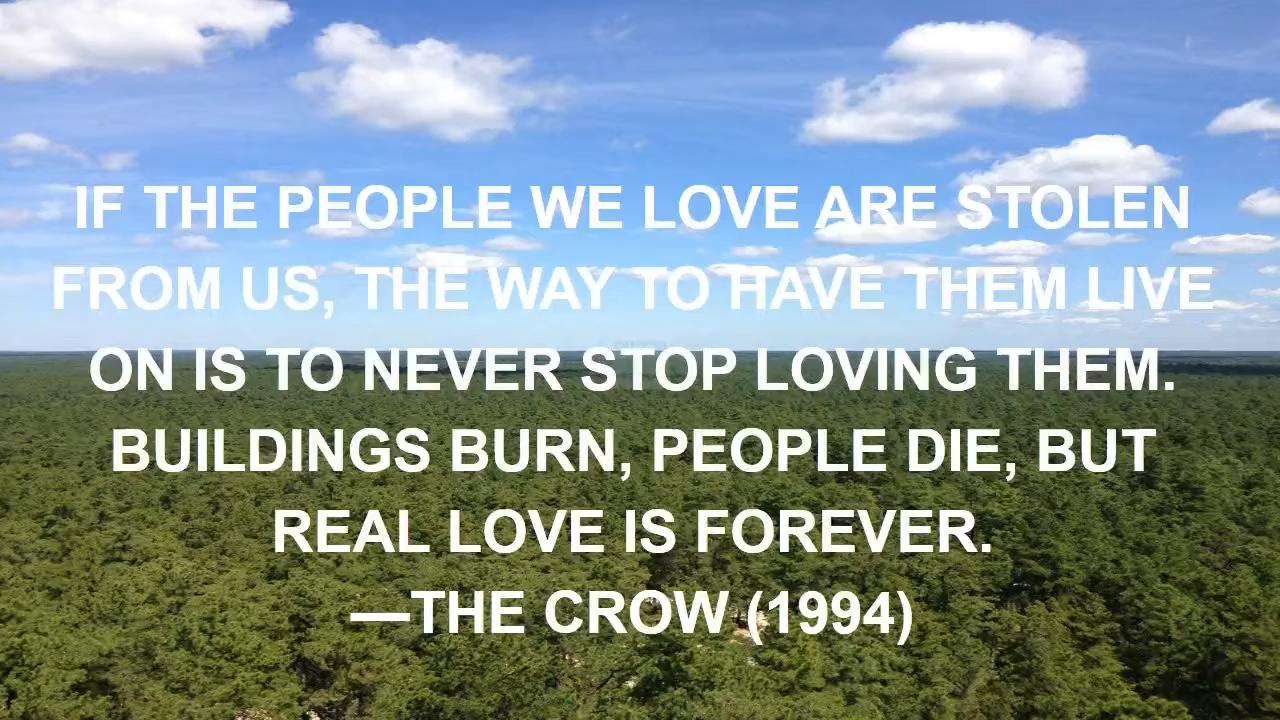 IF THE PEOPLE WE LOVE ARE STOLEN
FROM US, THE WAY TO HAVE THEM LIVE
ON IS TO NEVER STOP LOVING THEM.
BUILDINGS BURN, PEOPLE DIE, BUT
REAL LOVE IS FOREVER.
—THE CROW (1994)